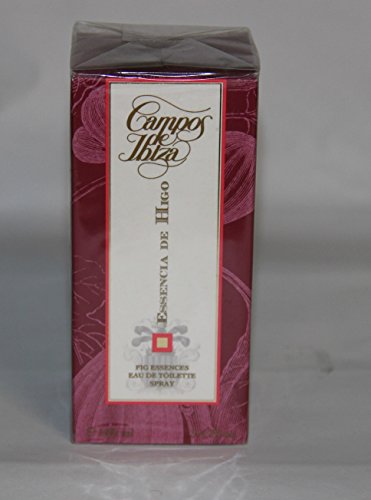 Campos
de
Ibiza
ESSENCIA DE HIGO
FIG ESSENCES
EAU DE TOILETTE
SPRAY